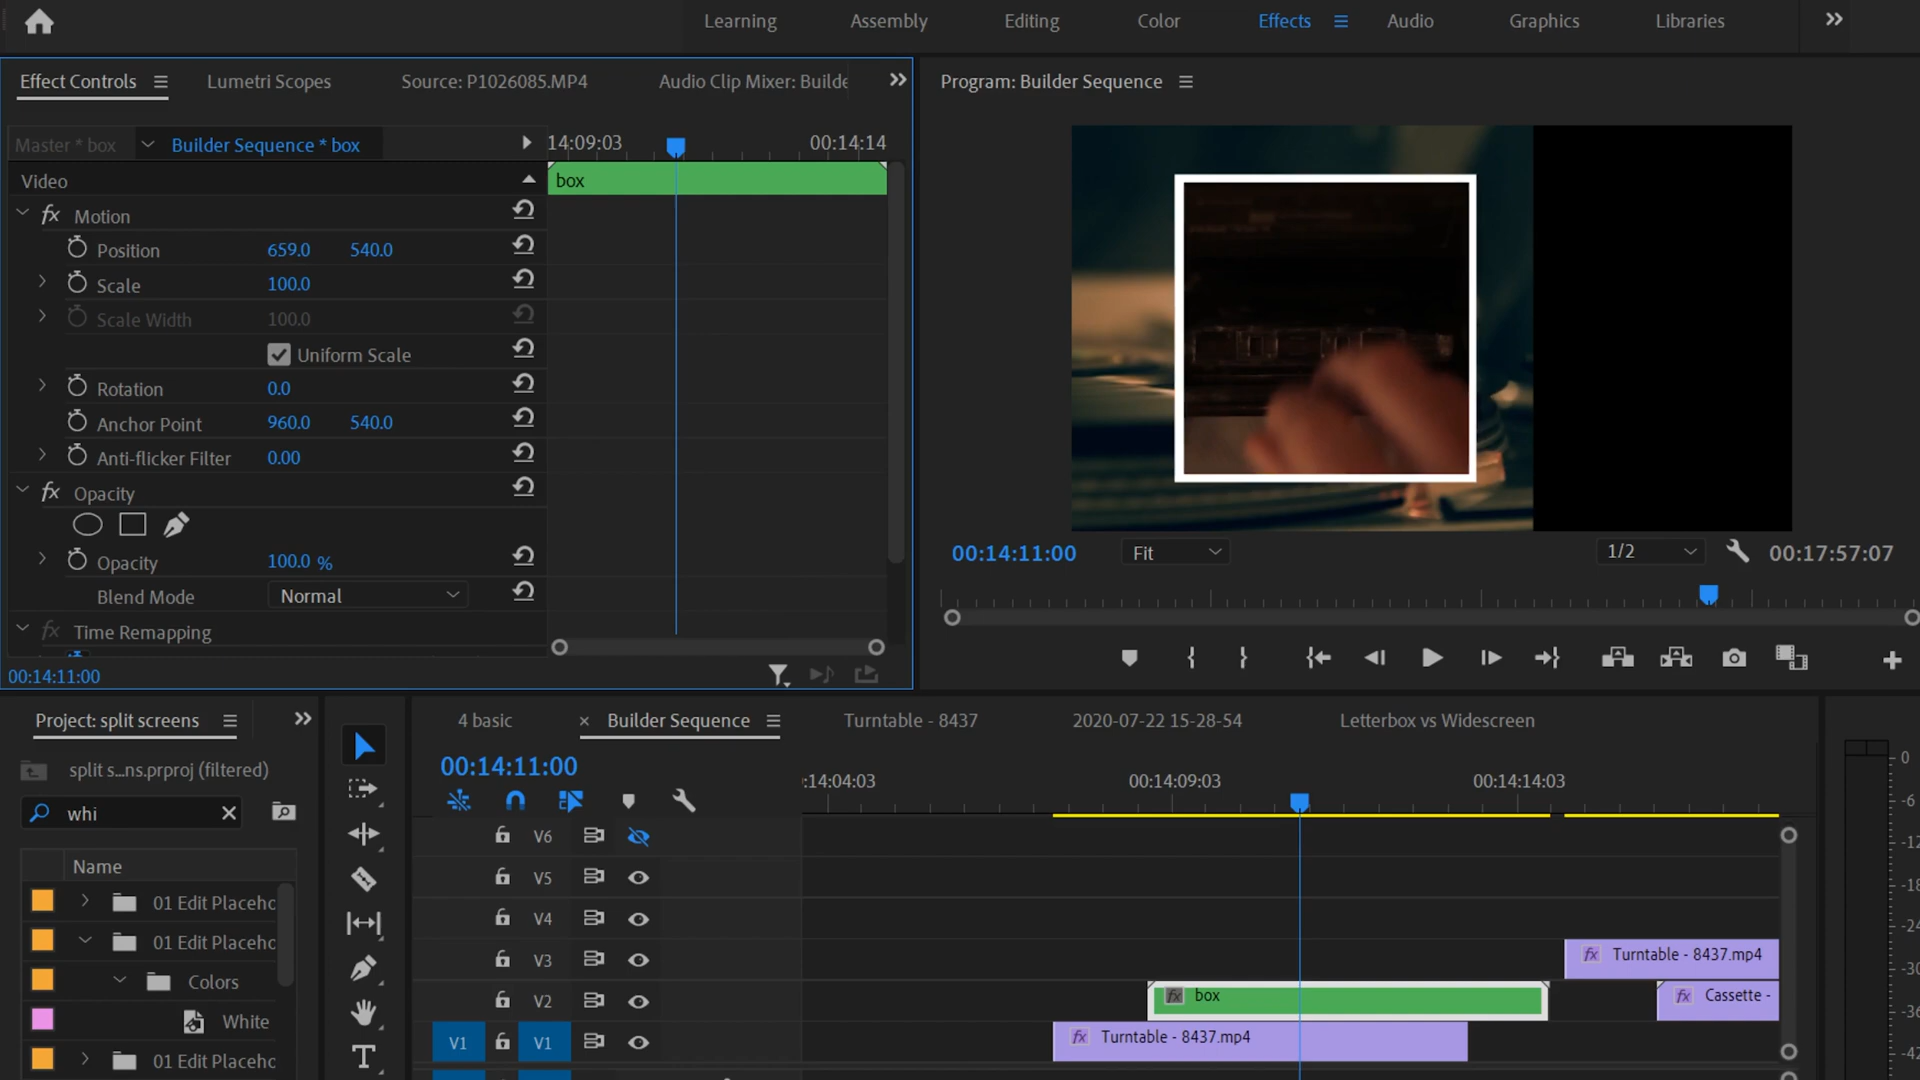 Learning Assembly Editing Color Effects Audio Graphics Libraries
Effect Controls Lumetri Scopes Source: P1026085.MP4 Audio Clip Mixer: Builde
Program: Builder Sequence
Master * box Builder Sequence * box 14:09:03 00:14:14
Video box
fx Motion
Position 659.0 540.0
Scale 100.0
Scale Width 100.0
Uniform Scale
Rotation 0.0
Anchor Point 960.0 540.0
Anti-flicker Filter 0.00
fx Opacity
Opacity 100.0 %
Blend Mode Normal
fx Time Remapping
00:14:11:00
00:14:11:00 Fit 1/2 00:17:57:07
Project: split screens
split s...ns.prproj (filtered)
whi
Name
01 Edit Placeho
01 Edit Placeho
Colors
White
01 Edit Placeho
4 basic Builder Sequence Turntable - 8437 2020-07-22 15-28-54 Letterbox vs Widescreen
00:14:11:00
:14:04:03 00:14:09:03 00:14:14:03
V6
V5
V4
V3 fx Turntable - 8437.mp4
V2 fx box fx Cassette -
V1 V1 fx Turntable - 8437.mp4
0
-6
-12
-18
-24
-30
-36
-42